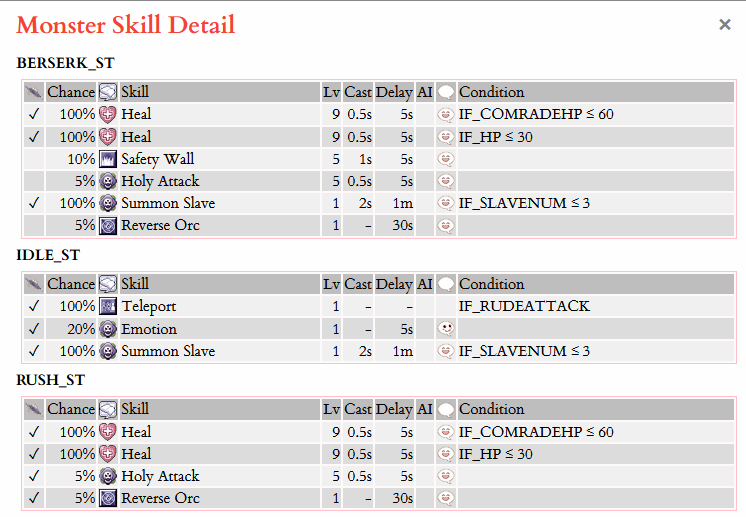 Monster Skill Detail ×
BERSERK_ST
Chance Skill Lv Cast Delay AI Condition
✓ 100% Heal 9 0.5s 5s IF_COMRADEHP ≤ 60
✓ 100% Heal 9 0.5s 5s IF_HP ≤ 30
10% Safety Wall 5 1s 5s
5% Holy Attack 5 0.5s 5s
✓ 100% Summon Slave 1 2s 1m IF_SLAVENUM ≤ 3
5% Reverse Orc 1 - 30s
IDLE_ST
Chance Skill Lv Cast Delay AI Condition
✓ 100% Teleport 1 - - IF_RUDEATTACK
✓ 20% Emotion 1 - 5s
✓ 100% Summon Slave 1 2s 1m IF_SLAVENUM ≤ 3
RUSH_ST
Chance Skill Lv Cast Delay AI Condition
✓ 100% Heal 9 0.5s 5s IF_COMRADEHP ≤ 60
✓ 100% Heal 9 0.5s 5s IF_HP ≤ 30
✓ 5% Holy Attack 5 0.5s 5s
✓ 5% Reverse Orc 1 - 30s